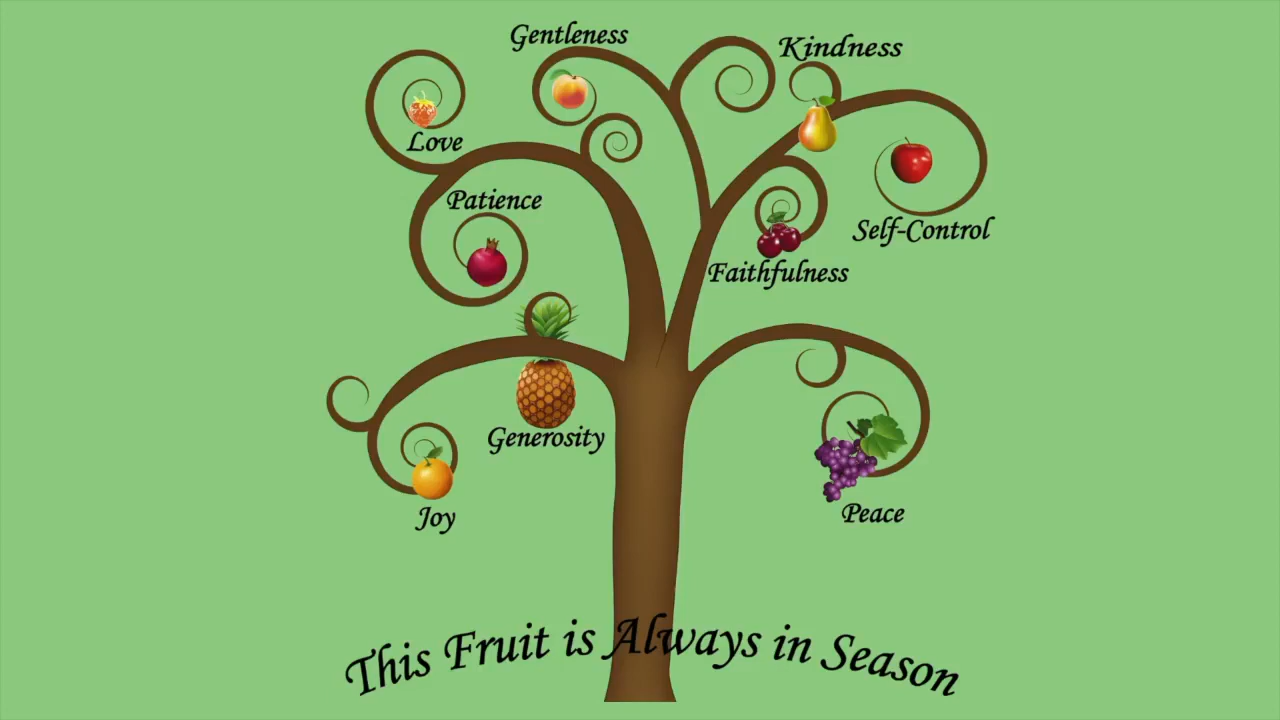 Gentleness
Kindness
Love
Patience
Self-Control
Faithfulness
Generosity
Joy
Peace
This Fruit is Always in Season